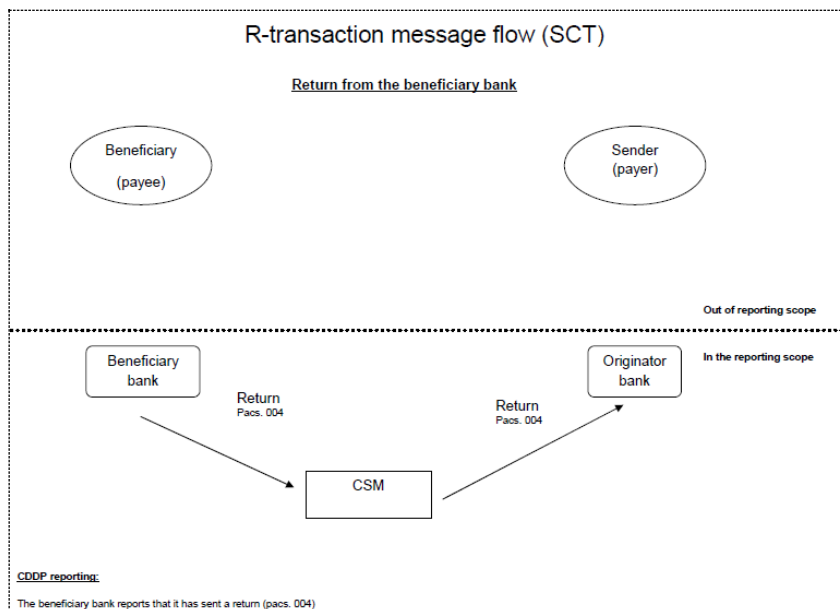 R-transaction message flow (SCT)
Return from the beneficiary bank
Beneficiary
(payee)
Sender
(payer)
Out of reporting scope
In the reporting scope
Beneficiary
bank
Originator
bank
Return
Pacs. 004
Return
Pacs. 004
CSM
CDDP reporting:
The beneficiary bank reports that it has sent a return (pacs. 004)